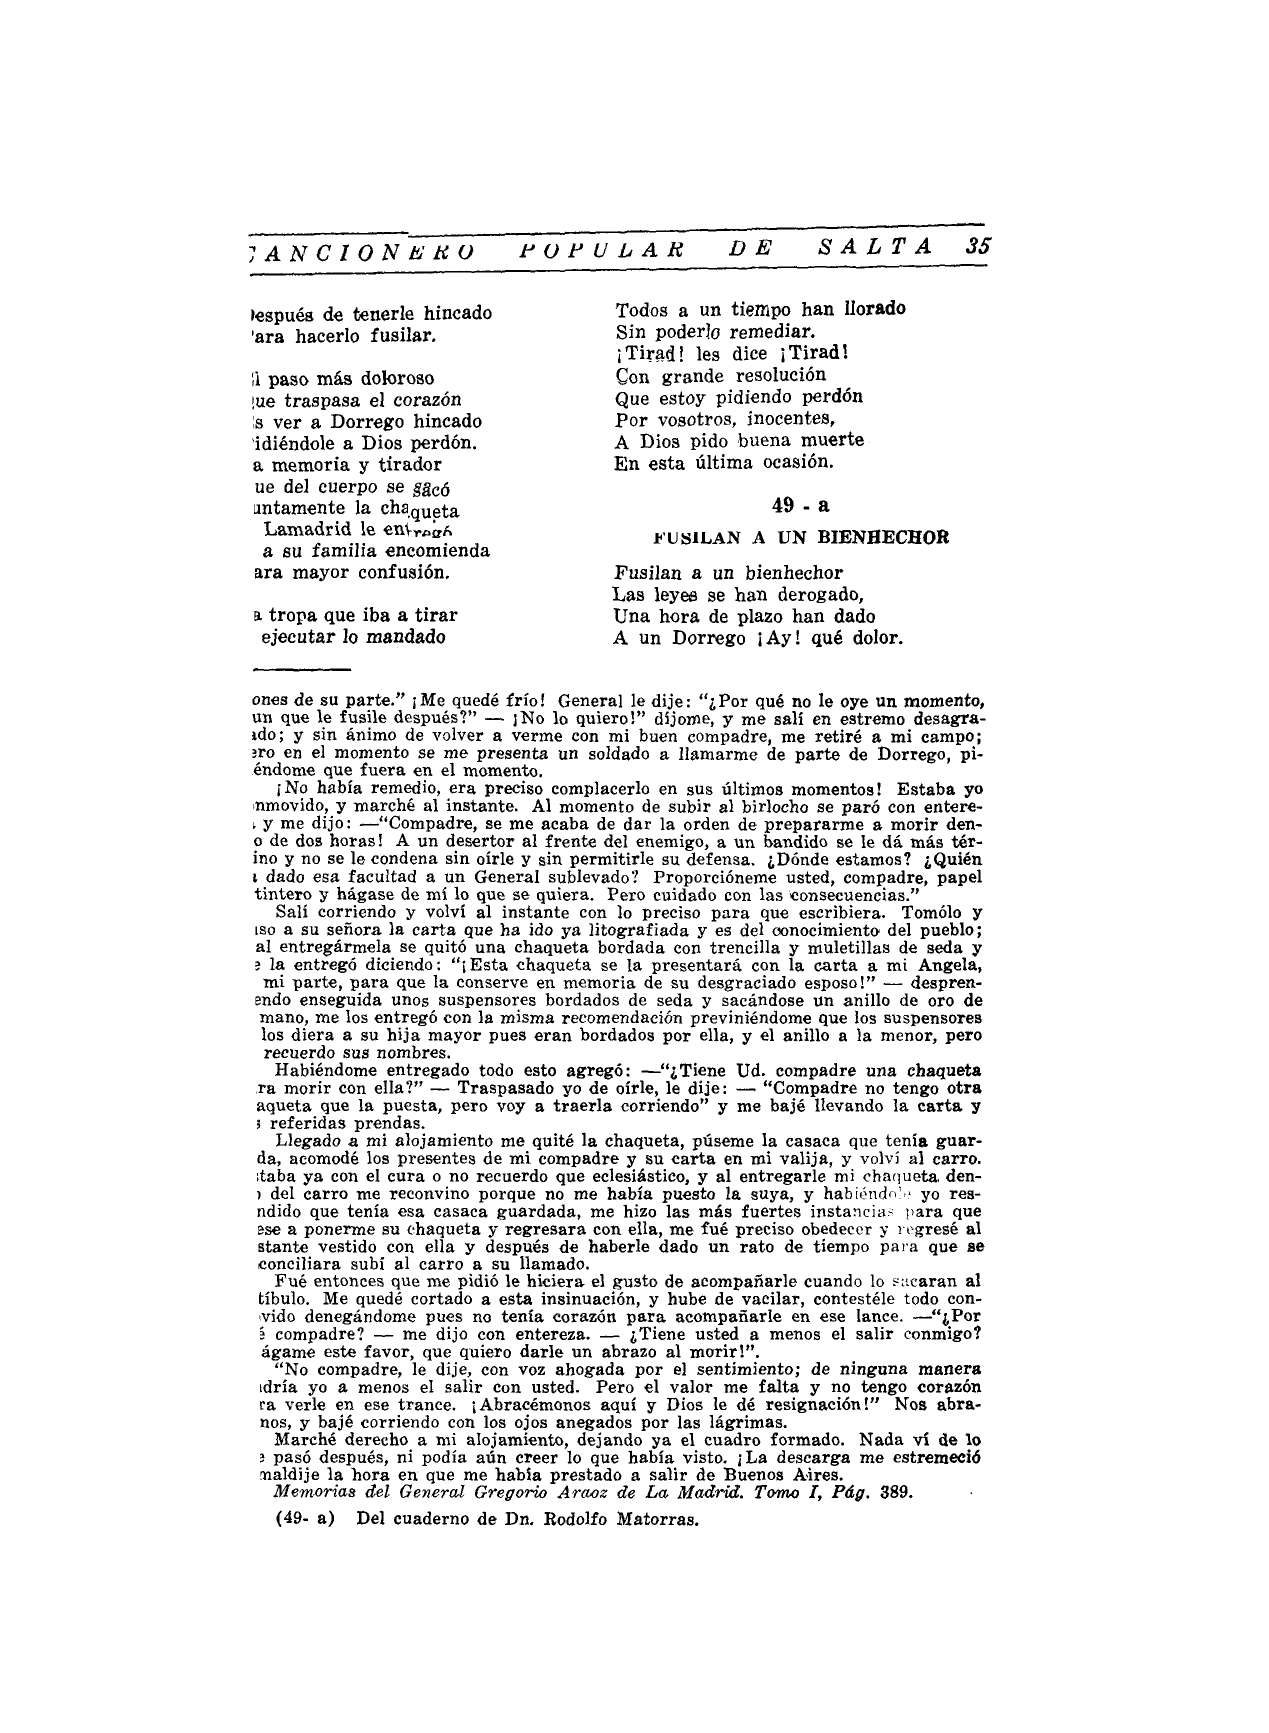 CANCIONERO POPULAR DE SALTA 35
Después de tenerle hincado
Para hacerlo fusilar.
paso más doloroso
que traspasa el corazón
ver a Dorrego hincado
Pidiéndole a Dios perdón.
a memoria y tirador
ue del cuerpo se sacó
untamente la chaqueta
Lamadrid le entregó
a su familia encomienda
ara mayor confusión.
a tropa que iba a tirar
ejecutar lo mandado
Todos a un tiempo han llorado
Sin poderlo remediar.
¡Tirad! les dice ¡Tirad!
Con grande resolución
Que estoy pidiendo perdón
Por vosotros, inocentes,
A Dios pido buena muerte
En esta última ocasión.
49 - a
FUSILAN A UN BIENHECHOR
Fusilan a un bienhechor
Las leyes se han derogado,
Una hora de plazo han dado
A un Dorrego ¡Ay! qué dolor.
ones de su parte.” ¡Me quedé frío! General le dije: “¿Por qué no le oye un momento,
un que le fusile después?” — ¡No lo quiero!” díjome, y me salí en estremo desagra-
do; y sin ánimo de volver a verme con mi buen compadre, me retiré a mi campo;
ero en el momento se me presenta un soldado a llamarme de parte de Dorrego, pi-
éndome que fuera en el momento.
¡No había remedio, era preciso complacerlo en sus últimos momentos! Estaba yo
nmovido, y marché al instante. Al momento de subir al birlocho se paró con entere-
y me dijo: —“Compadre, se me acaba de dar la orden de prepararme a morir den-
o de dos horas! A un desertor al frente del enemigo, a un bandido se le dá más tér-
ino y no se le condena sin oírle y sin permitirle su defensa. ¿Dónde estamos? ¿Quién
dado esa facultad a un General sublevado? Proporcióneme usted, compadre, papel
tintero y hágase de mí lo que se quiera. Pero cuidado con las consecuencias.”
Salí corriendo y volví al instante con lo preciso para que escribiera. Tomólo y
uso a su señora la carta que ha ido ya litografiada y es del conocimiento del pueblo;
al entregármela se quitó una chaqueta bordada con trencilla y muletillas de seda y
e la entregó diciendo: “¡Esta chaqueta se la presentará con la carta a mi Angela,
mi parte, para que la conserve en memoria de su desgraciado esposo!” — despren-
endo enseguida unos suspensores bordados de seda y sacándose un anillo de oro de
mano, me los entregó con la misma recomendación previniéndome que los suspensores
los diera a su hija mayor pues eran bordados por ella, y el anillo a la menor, pero
recuerdo sus nombres.
Habiéndome entregado todo esto agregó: —“¿Tiene Ud. compadre una chaqueta
ra morir con ella?” — Traspasado yo de oírle, le dije: — “Compadre no tengo otra
aqueta que la puesta, pero voy a traerla corriendo” y me bajé llevando la carta y
s referidas prendas.
Llegado a mi alojamiento me quité la chaqueta, púseme la casaca que tenía guar-
da, acomodé los presentes de mi compadre y su carta en mi valija, y volví al carro.
taba ya con el cura o no recuerdo que eclesiástico, y al entregarle mi chaqueta den-
o del carro me reconvino porque no me había puesto la suya, y habiéndole yo res-
ndido que tenía esa casaca guardada, me hizo las más fuertes instancias para que
ese a ponerme su chaqueta y regresara con ella, me fué preciso obedecer y regresé al
stante vestido con ella y después de haberle dado un rato de tiempo para que se
conciliara subí al carro a su llamado.
Fué entonces que me pidió le hiciera el gusto de acompañarle cuando lo sacaran al
tíbulo. Me quedé cortado a esta insinuación, y hube de vacilar, contestéle todo con-
vido denegándome pues no tenía corazón para acompañarle en ese lance. —“¿Por
é compadre? — me dijo con entereza. — ¿Tiene usted a menos el salir conmigo?
ágame este favor, que quiero darle un abrazo al morir!”.
“No compadre, le dije, con voz ahogada por el sentimiento; de ninguna manera
dría yo a menos el salir con usted. Pero el valor me falta y no tengo corazón
ra verle en ese trance. ¡Abracémonos aquí y Dios le dé resignación!” Nos abra-
nos, y bajé corriendo con los ojos anegados por las lágrimas.
Marché derecho a mi alojamiento, dejando ya el cuadro formado. Nada ví de lo
e pasó después, ni podía aún creer lo que había visto. ¡La descarga me estremeció
maldije la hora en que me había prestado a salir de Buenos Aires.
Memorias del General Gregorio Araoz de La Madrid. Tomo I, Pág. 389.
(49- a) Del cuaderno de Dn. Rodolfo Matorras.